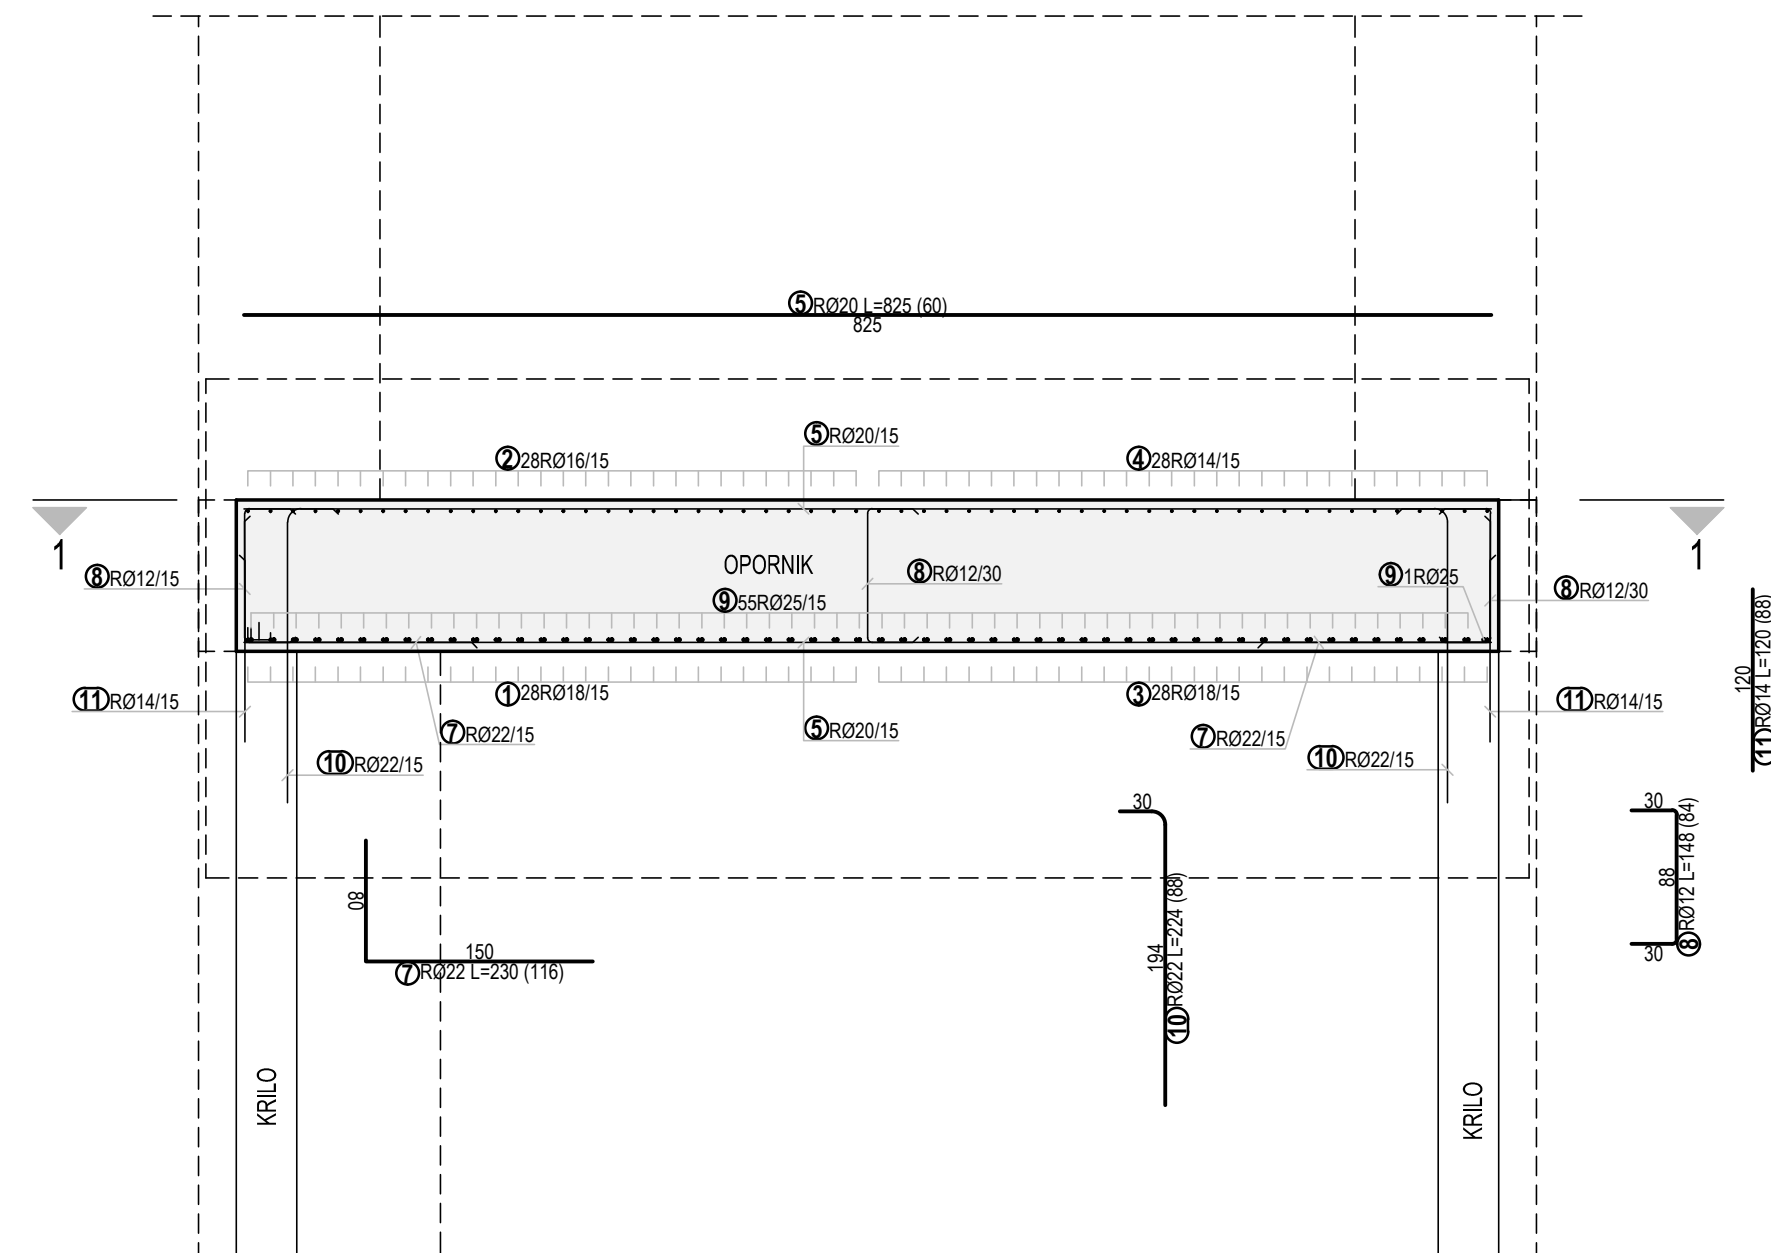 ⑤RØ20 L=825 (60)
825
⑤RØ20/15
②28RØ16/15
④28RØ14/15
1
1
OPORNIK
⑧RØ12/15
⑧RØ12/30
⑨1RØ25
⑧RØ12/30
⑨55RØ25/15
⑪RØ14/15
①28RØ18/15
③28RØ18/15
⑪RØ14/15
120
⑪RØ14 L=120 (88)
⑦RØ22/15
⑤RØ20/15
⑦RØ22/15
⑩RØ22/15
⑩RØ22/15
80
150
⑦RØ22 L=230 (116)
30
194
⑩RØ22 L=224 (88)
30
88
⑧RØ12 L=148 (84)
30
KRILO
KRILO